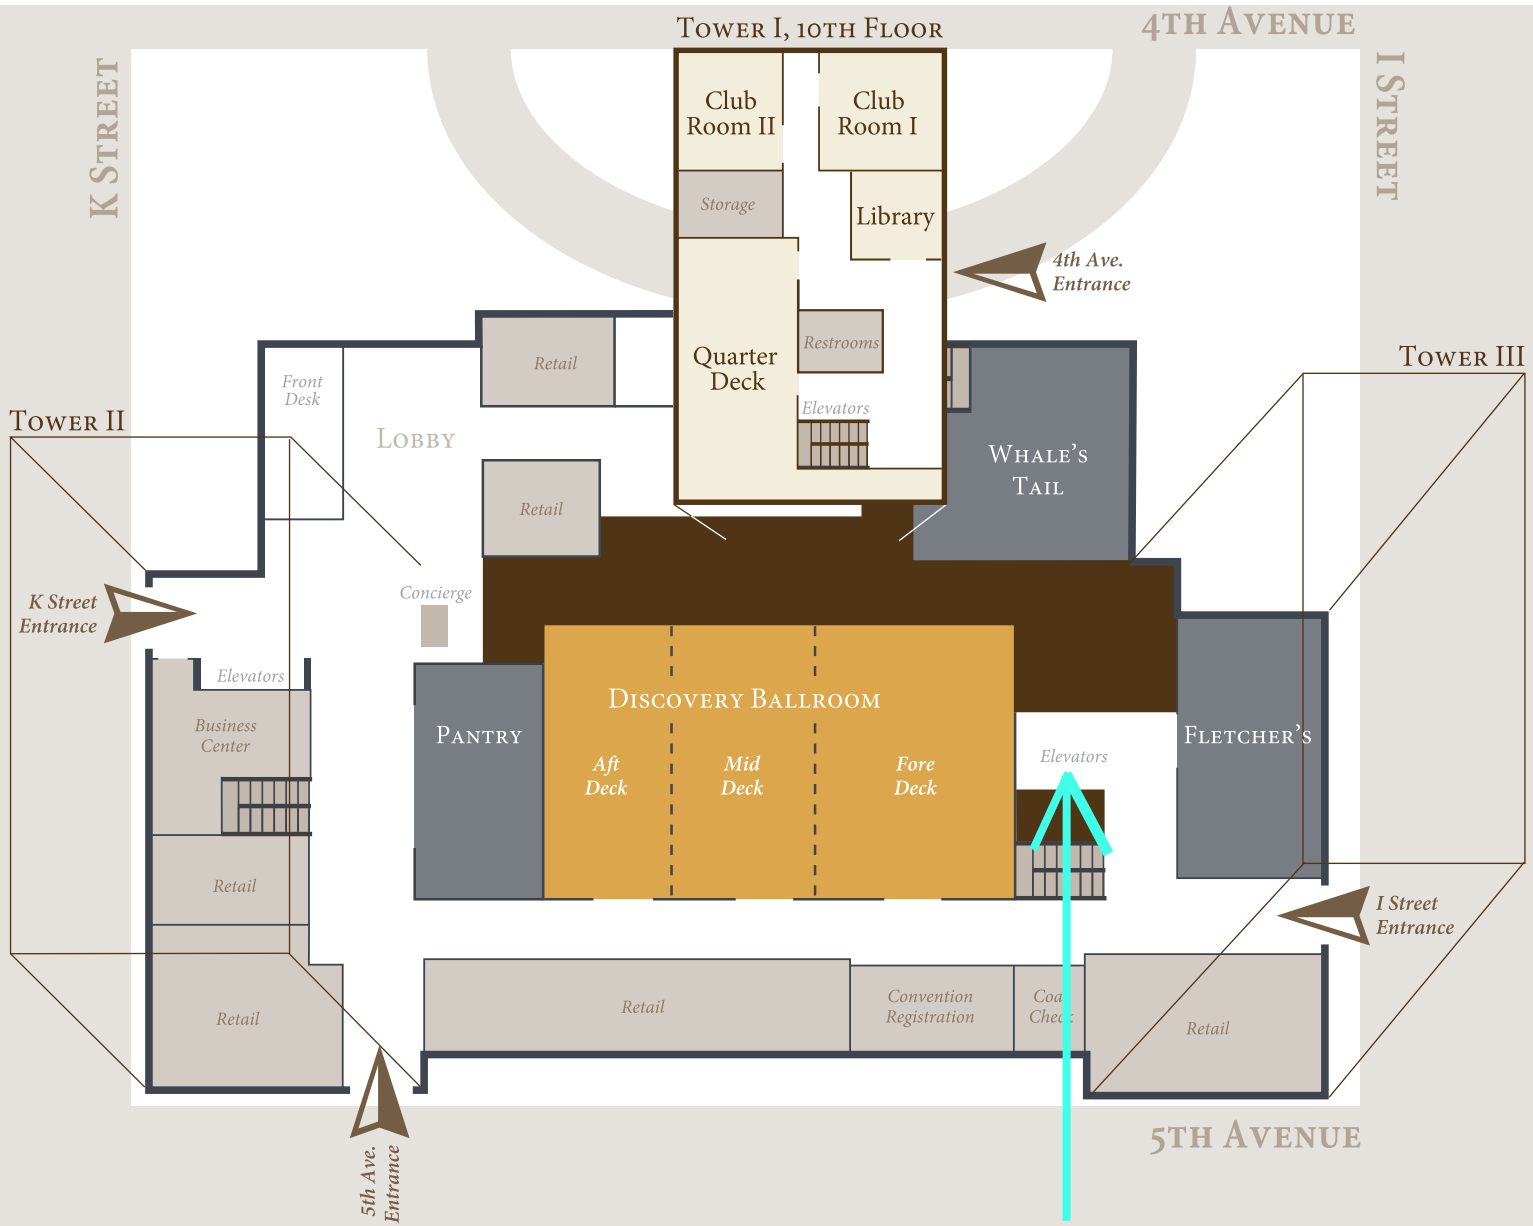 Tower I, 10th Floor
4th Avenue
K Street
I Street
Club
Room II
Club
Room I
Storage
Library
4th Ave.
Entrance
Quarter
Deck
Restrooms
Elevators
Retail
Front
Desk
Lobby
Tower III
Tower II
Whale's
Tail
Retail
Concierge
K Street
Entrance
Elevators
Business
Center
Pantry
Discovery Ballroom
Aft
Deck
Mid
Deck
Fore
Deck
Elevators
Fletcher's
Retail
I Street
Entrance
Retail
Retail
Convention
Registration
Coat
Check
Retail
5th Avenue
5th Ave.
Entrance